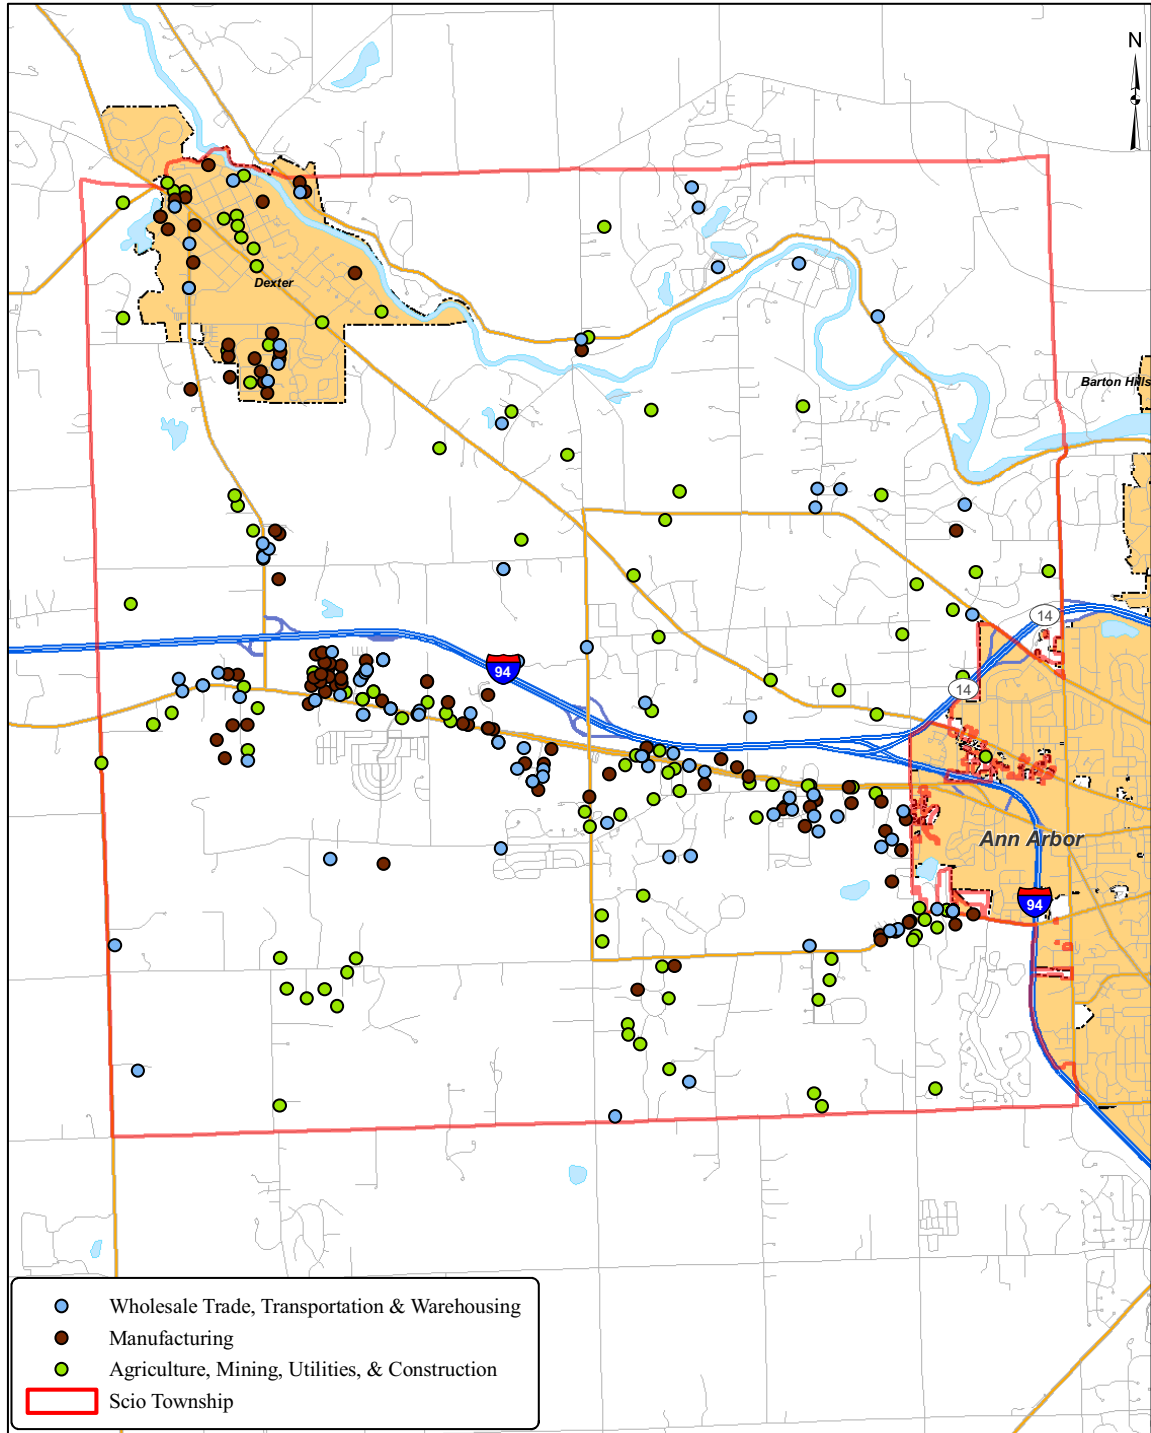 N
Dexter
Barton Hills
14
94
14
Ann Arbor
94
Wholesale Trade, Transportation & Warehousing
Manufacturing
Agriculture, Mining, Utilities, & Construction
Scio Township